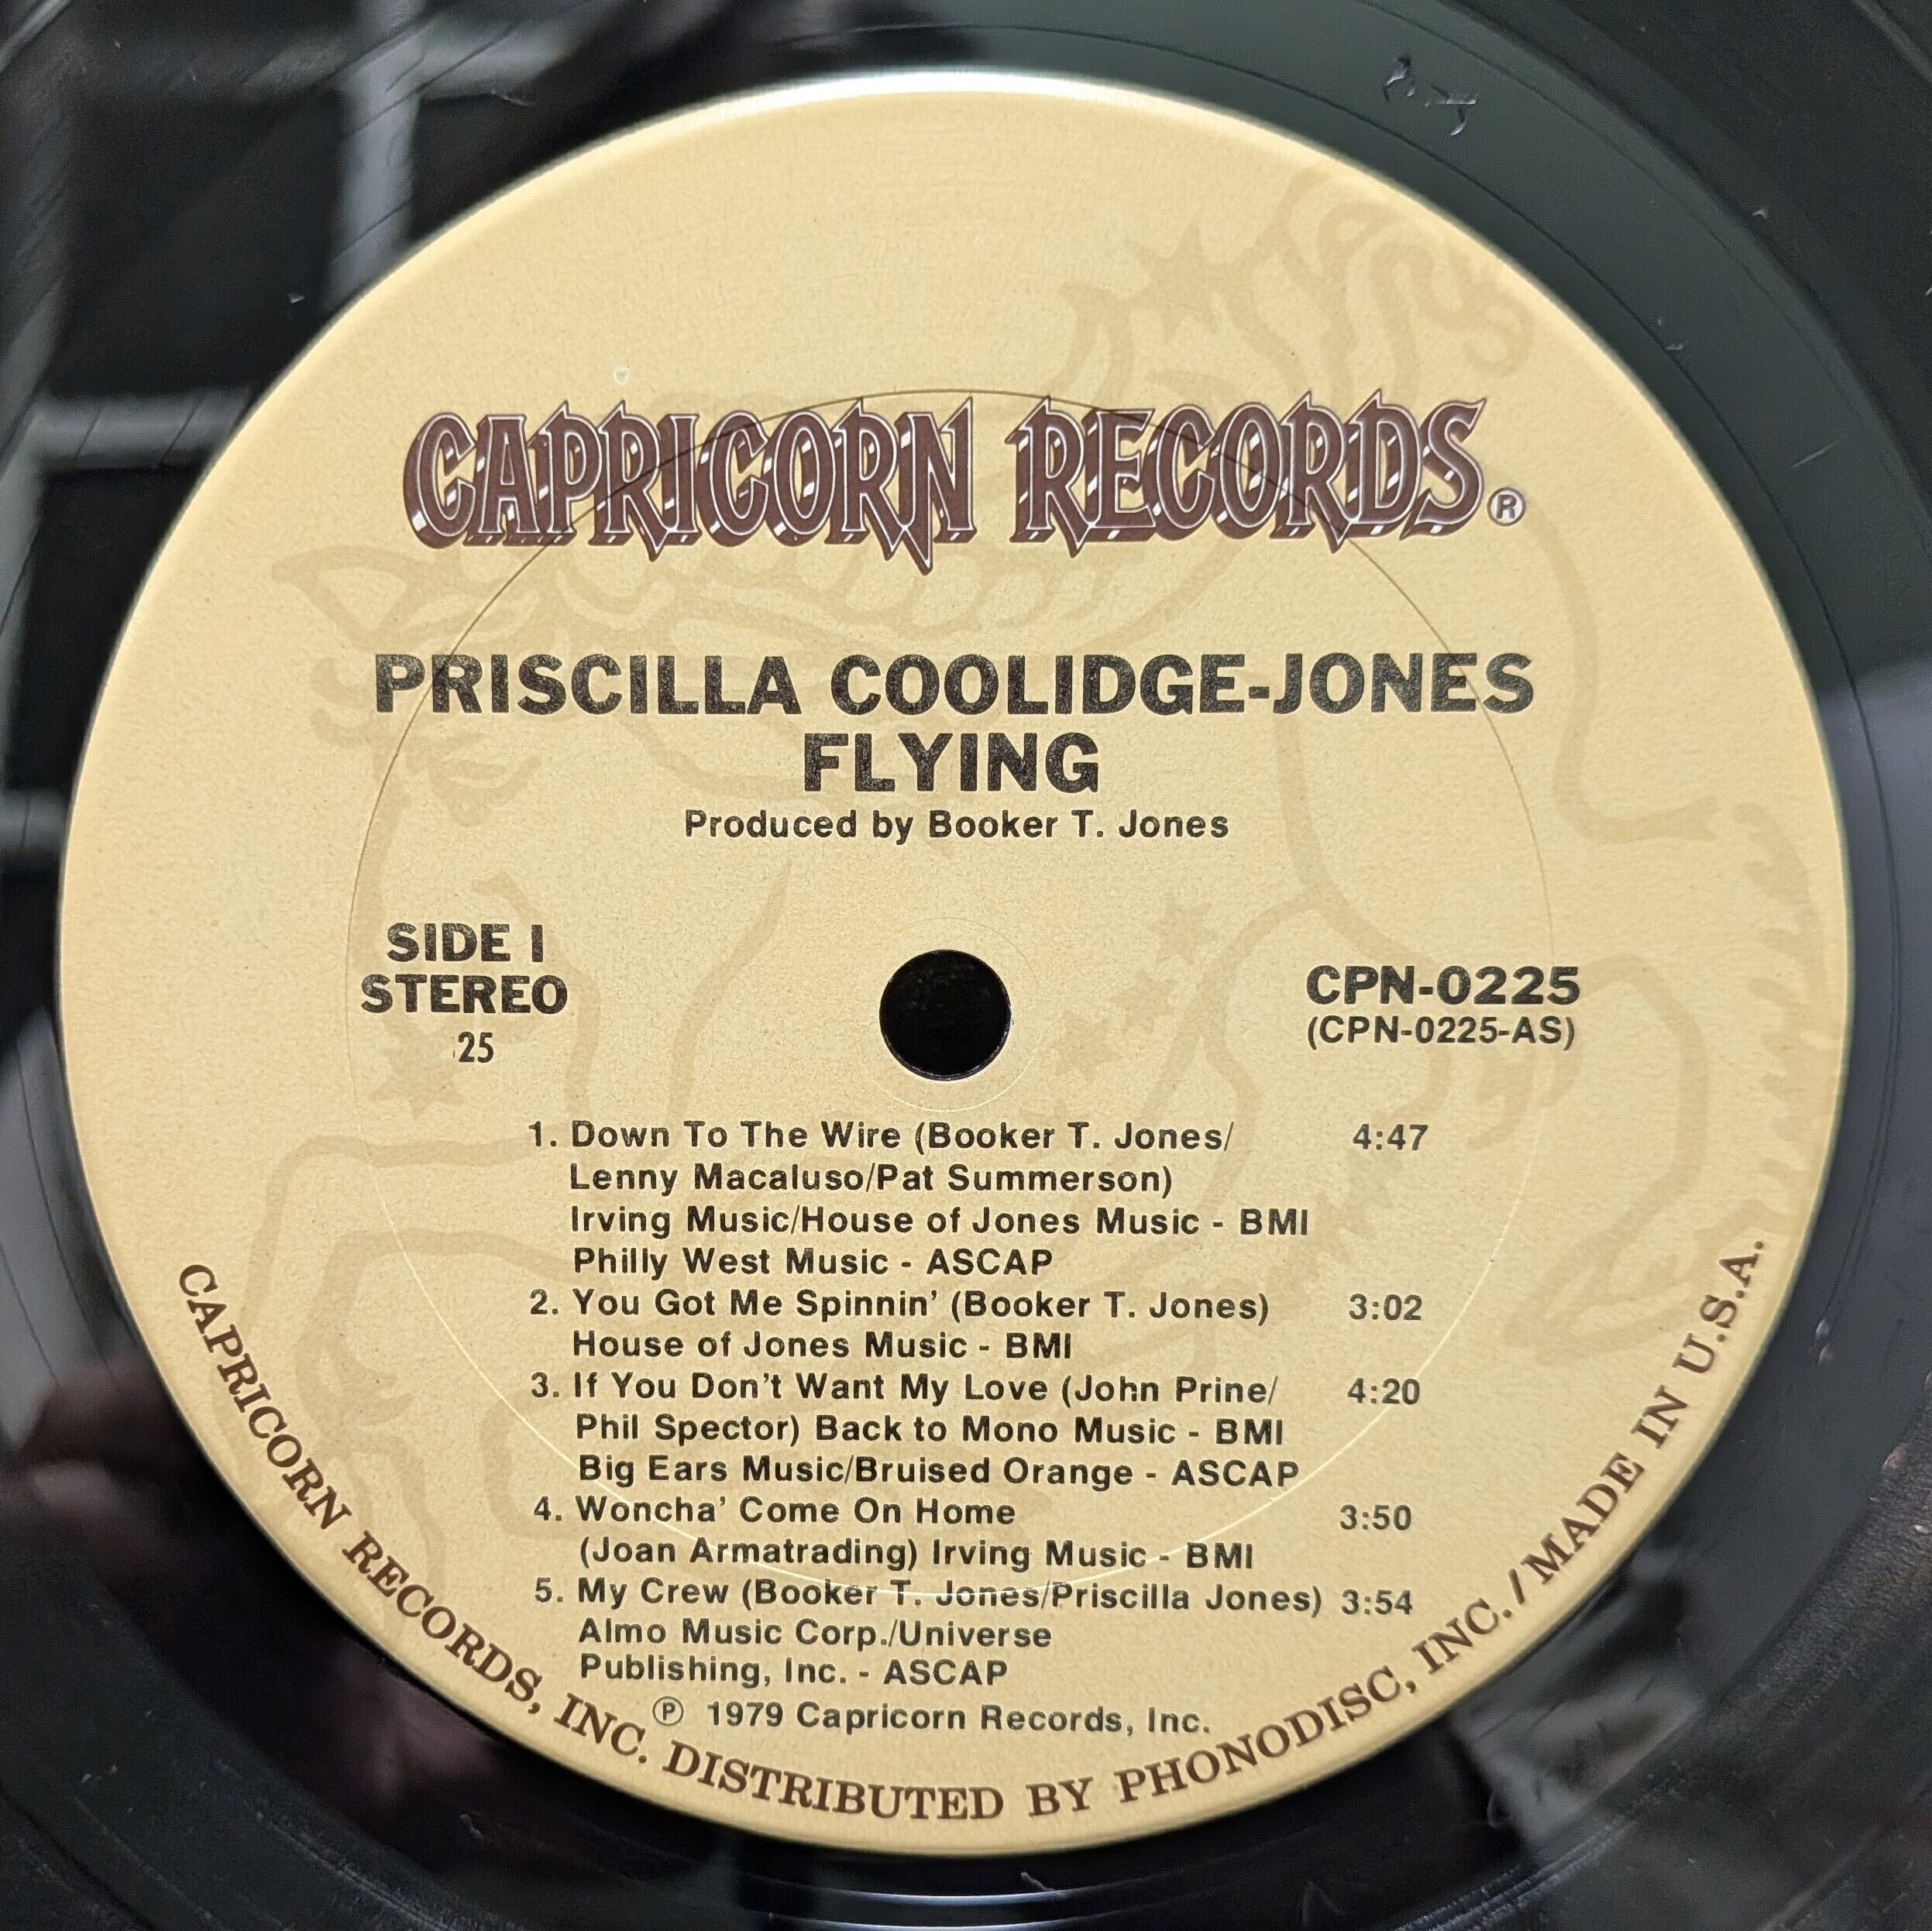 CAPRICORN RECORDS®
PRISCILLA COOLIDGE-JONES
FLYING
Produced by Booker T. Jones
SIDE I
STEREO
25
CPN-0225
(CPN-0225-AS)
1. Down To The Wire (Booker T. Jones/ 4:47
Lenny Macaluso/Pat Summerson)
Irving Music/House of Jones Music - BMI
Philly West Music - ASCAP
2. You Got Me Spinnin' (Booker T. Jones) 3:02
House of Jones Music - BMI
3. If You Don't Want My Love (John Prine/ 4:20
Phil Spector) Back to Mono Music - BMI
Big Ears Music/Bruised Orange - ASCAP
4. Woncha' Come On Home 3:50
(Joan Armatrading) Irving Music - BMI
5. My Crew (Booker T. Jones/Priscilla Jones) 3:54
Almo Music Corp./Universe
Publishing, Inc. - ASCAP
℗ 1979 Capricorn Records, Inc.
CAPRICORN RECORDS, INC. DISTRIBUTED BY PHONODISC, INC. / MADE IN U.S.A.